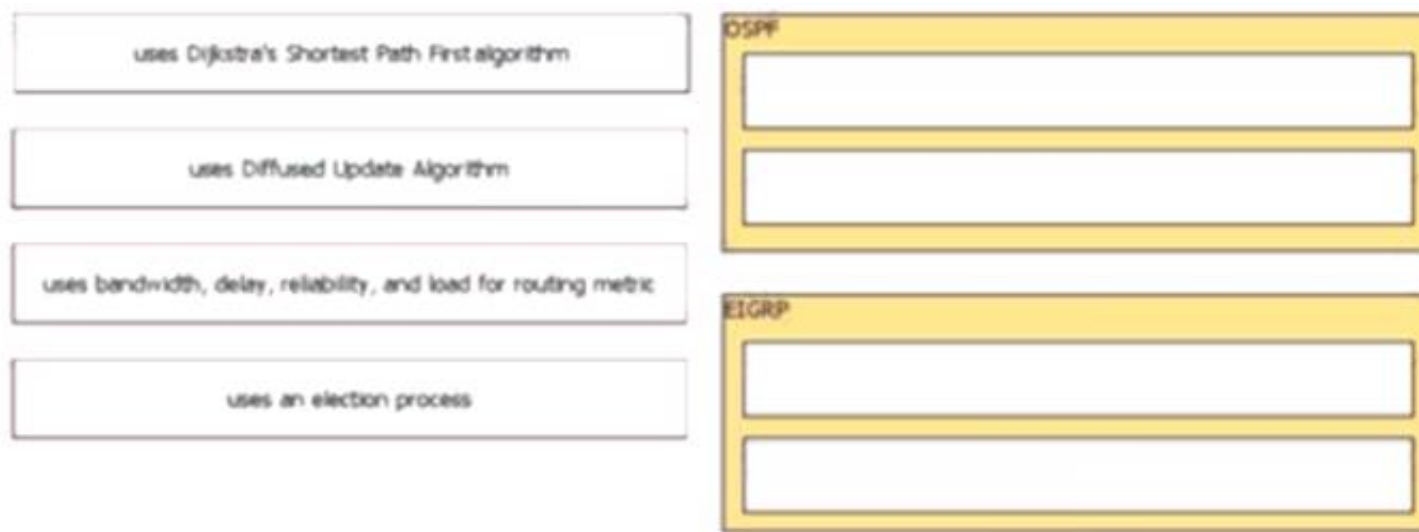 uses Dijkstra's Shortest Path First algorithm
uses Diffused Update Algorithm
uses bandwidth, delay, reliability, and load for routing metric
uses an election process
OSPF
EIGRP